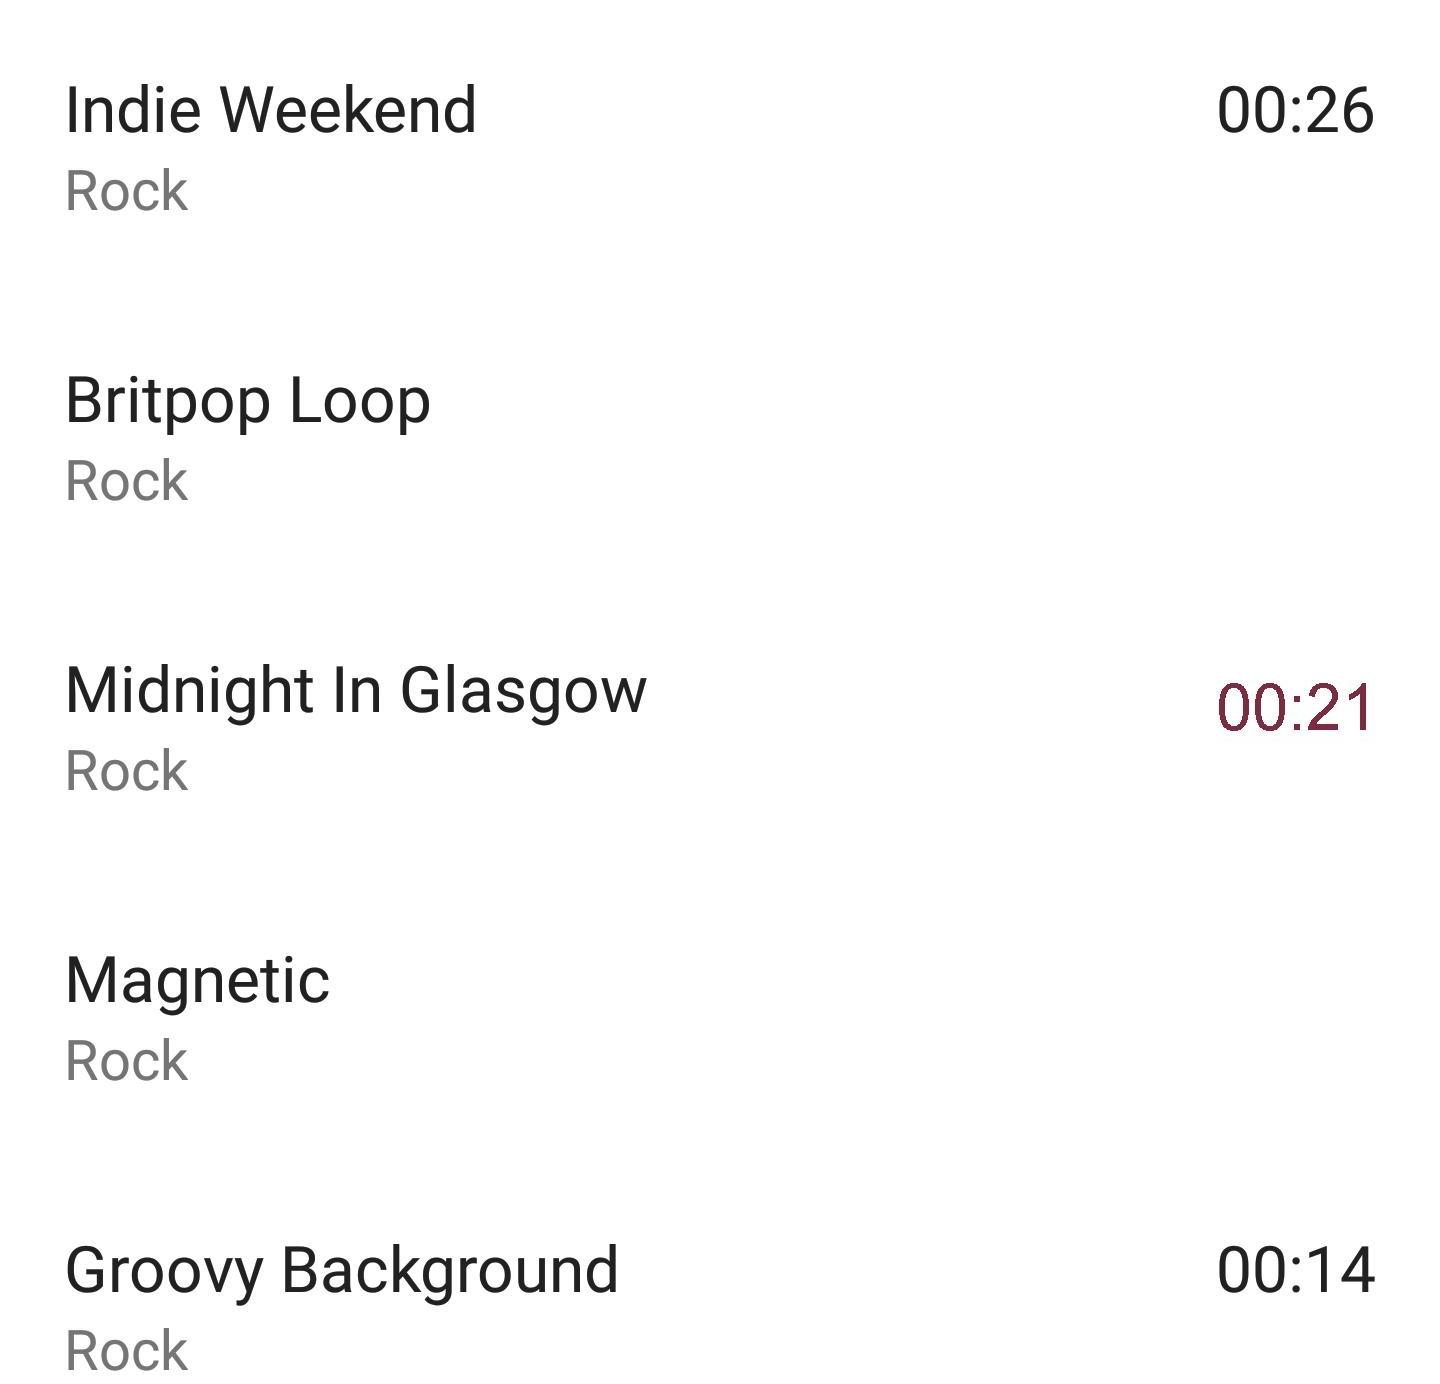 Indie Weekend 00:26
Rock
Britpop Loop
Rock
Midnight In Glasgow 00:21
Rock
Magnetic
Rock
Groovy Background 00:14
Rock